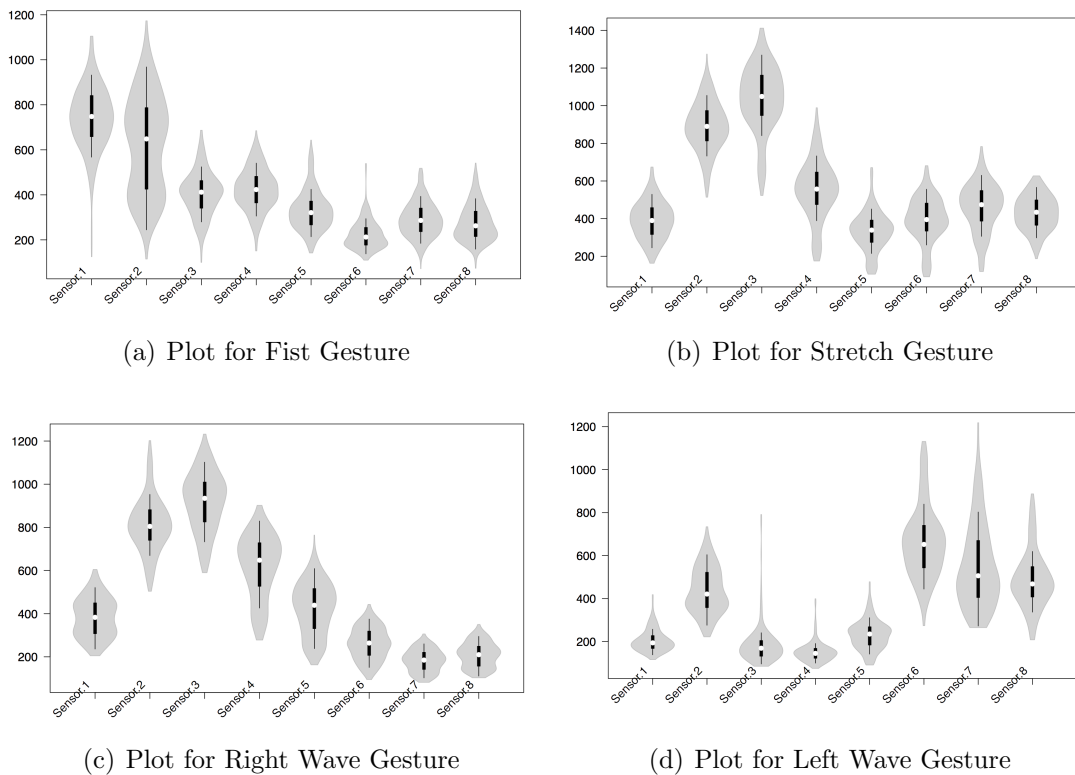 1200
1000
800
600
400
200
Sensor.1
Sensor.2
Sensor.3
Sensor.4
Sensor.5
Sensor.6
Sensor.7
Sensor.8
(a) Plot for Fist Gesture
1400
1200
1000
800
600
400
200
Sensor.1
Sensor.2
Sensor.3
Sensor.4
Sensor.5
Sensor.6
Sensor.7
Sensor.8
(b) Plot for Stretch Gesture
1200
1000
800
600
400
200
Sensor.1
Sensor.2
Sensor.3
Sensor.4
Sensor.5
Sensor.6
Sensor.7
Sensor.8
(c) Plot for Right Wave Gesture
1200
1000
800
600
400
200
Sensor.1
Sensor.2
Sensor.3
Sensor.4
Sensor.5
Sensor.6
Sensor.7
Sensor.8
(d) Plot for Left Wave Gesture